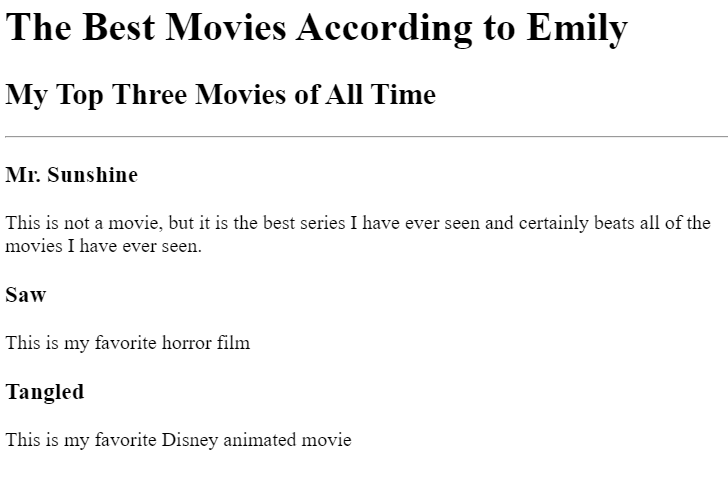 The Best Movies According to Emily
My Top Three Movies of All Time
Mr. Sunshine
This is not a movie, but it is the best series I have ever seen and certainly beats all of the
movies I have ever seen.
Saw
This is my favorite horror film
Tangled
This is my favorite Disney animated movie